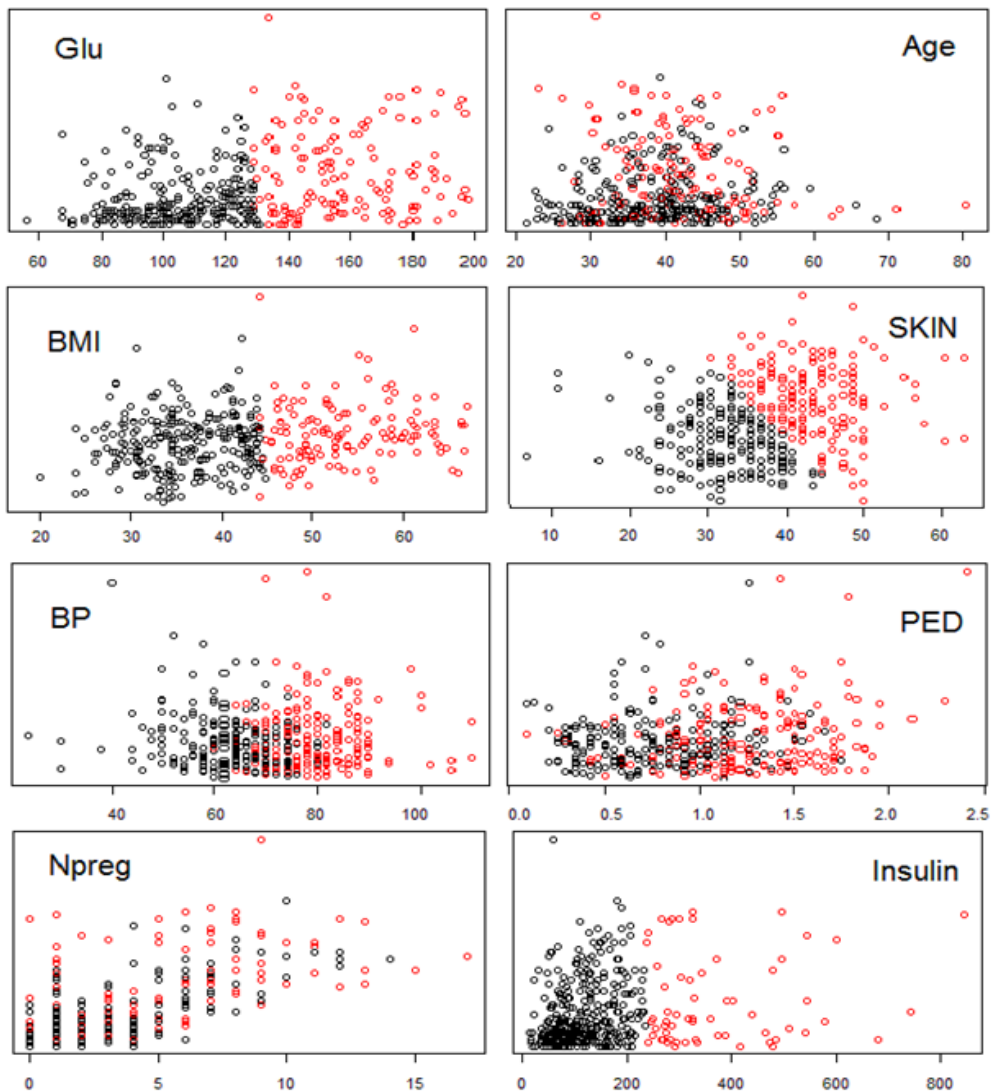 Glu
Age
60 80 100 120 140 160 180 200
20 30 40 50 60 70 80
BMI
SKIN
20 30 40 50 60
10 20 30 40 50 60
BP
PED
40 60 80 100
0.0 0.5 1.0 1.5 2.0 2.5
Npreg
Insulin
0 5 10 15
0 200 400 600 800